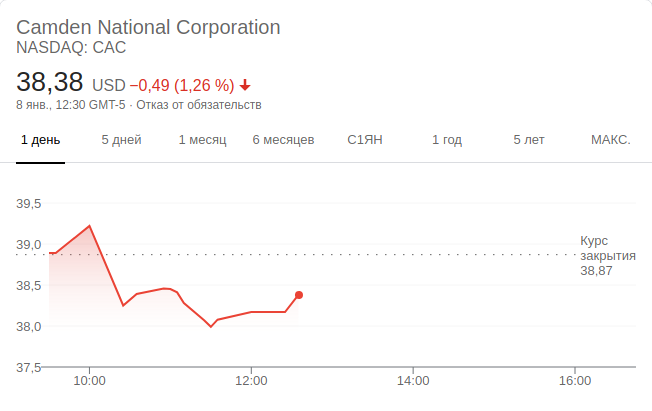 Camden National Corporation
NASDAQ: CAC
38,38 USD −0,49 (1,26 %)
8 янв., 12:30 GMT-5 · Отказ от обязательств
1 день 5 дней 1 месяц 6 месяцев С1ЯН 1 год 5 лет МАКС.
39,5
39,0
38,5
38,0
37,5
Курс
закрытия
38,87
10:00 12:00 14:00 16:00